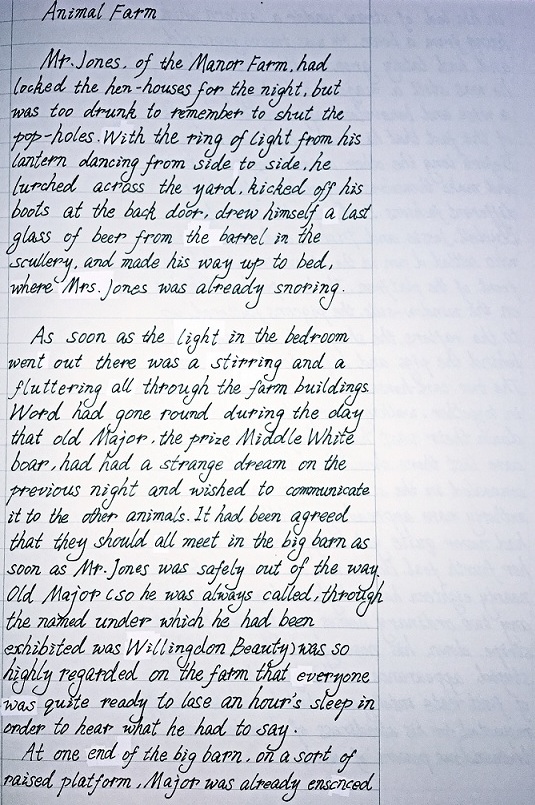 Animal Farm
Mr. Jones, of the Manor Farm, had
locked the hen-houses for the night, but
was too drunk to remember to shut the
pop-holes. With the ring of light from his
lantern dancing from side to side, he
lurched across the yard, kicked off his
boots at the back door, drew himself a last
glass of beer from the barrel in the
scullery, and made his way up to bed,
where Mrs. Jones was already snoring.
As soon as the light in the bedroom
went out there was a stirring and a
fluttering all through the farm buildings.
Word had gone round during the day
that old Major, the prize Middle White
boar, had had a strange dream on the
previous night and wished to communicate
it to the other animals. It had been agreed
that they should all meet in the big barn as
soon as Mr. Jones was safely out of the way.
Old Major (so he was always called, through
the named under which he had been
exhibited was Willingdon Beauty) was so
highly regarded on the farm that everyone
was quite ready to lase an hour's sleep in
order to hear what he had to say.
At one end of the big barn, on a sort of
raised platform, Major was already enscnced